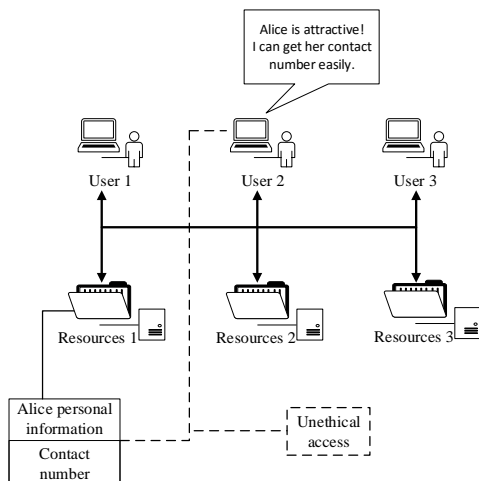 Alice is attractive!
I can get her contact
number easily.
User 1
User 2
User 3
Resources 1
Resources 2
Resources 3
Alice personal
information
Contact
number
Unethical
access